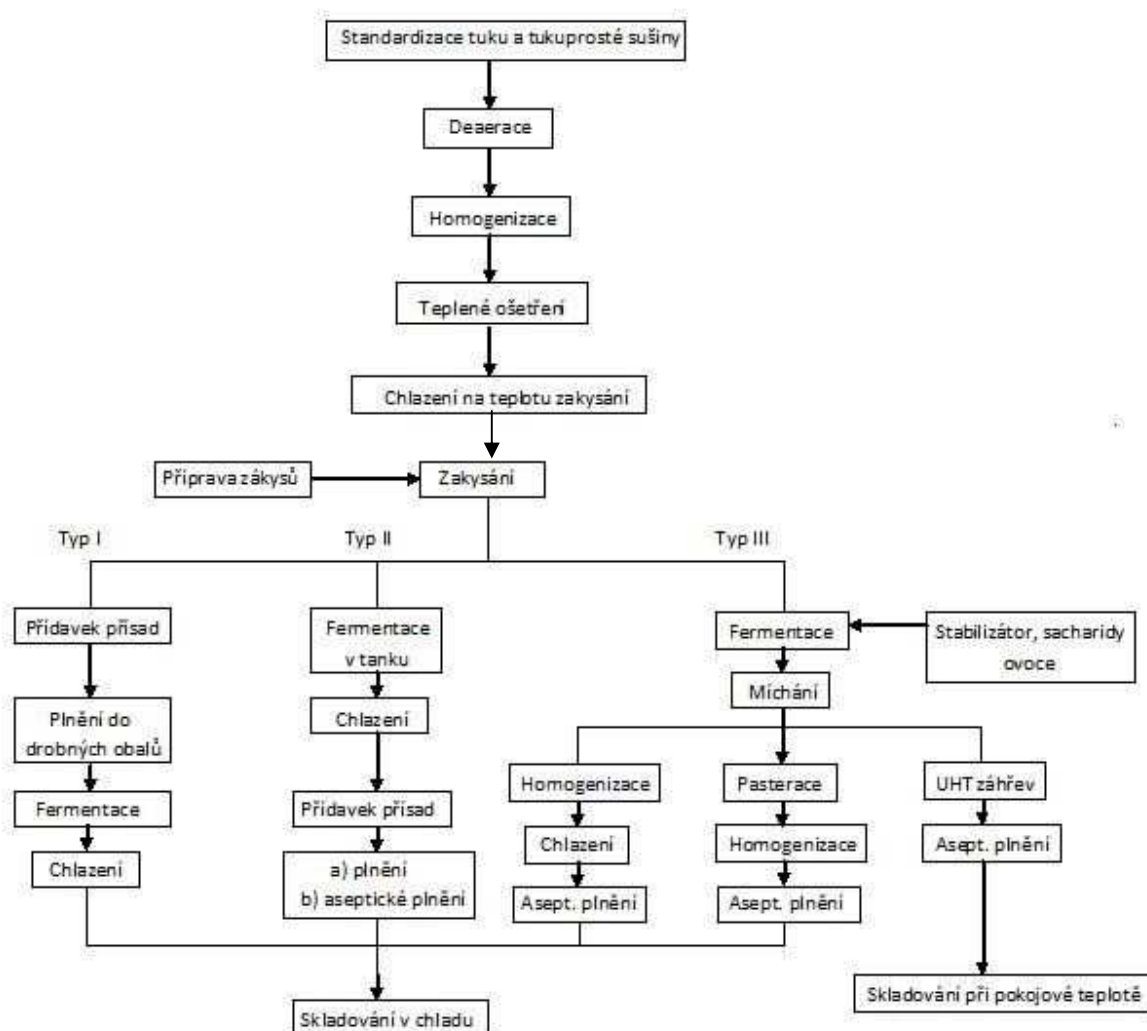 Standardizace tuku a tukuprosté sušiny
Deaerace
Homogenizace
Teplené ošetření
Chlazení na teplotu zakysání
Příprava zákysů
Zakysání
Typ I
Typ II
Typ III
Přídavek přísad
Plnění do
drobných obalů
Fermentace
Chlazení
Fermentace
v tanku
Chlazení
Přídavek přísad
a) plnění
b) aseptické plnění
Fermentace
Stabilizátor, sacharidy
ovoce
Míchání
Homogenizace
Chlazení
Asept. plnění
Pasterace
Homogenizace
Asept. plnění
UHT záhřev
Asept. plnění
Skladování v chladu
Skladování při pokojové teplotě